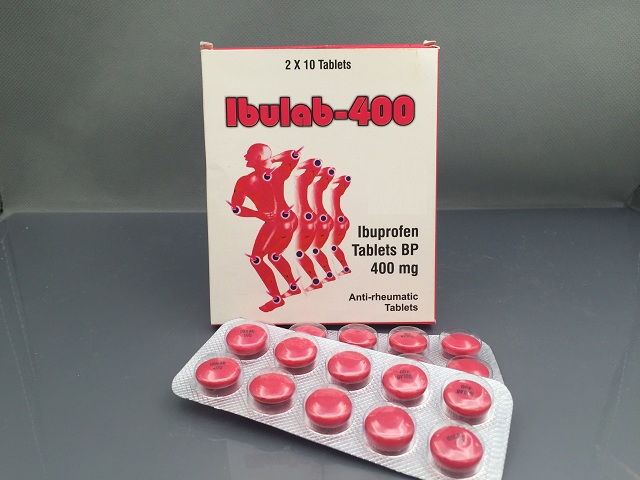 2 X 10 Tablets
Ibulab-400
Ibuprofen
Tablets BP
400 mg
Anti-rheumatic
Tablets